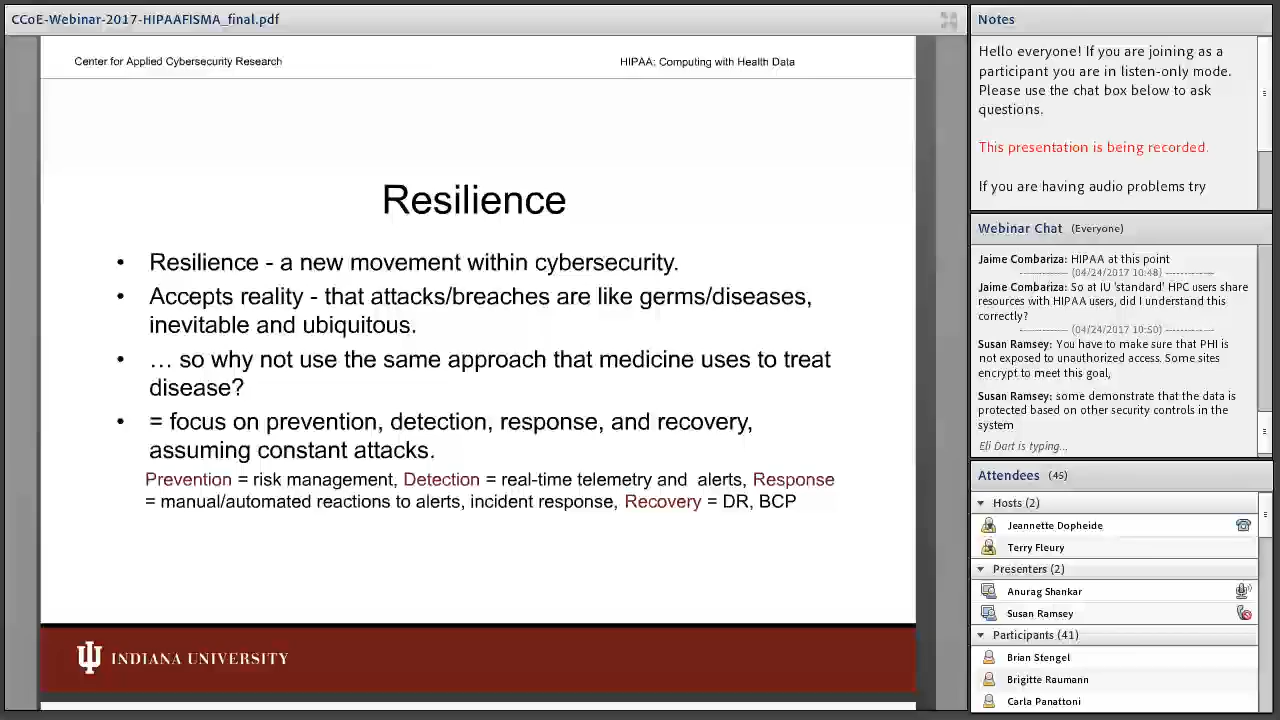 CCoE-Webinar-2017-HIPAAFISMA_final.pdf
Center for Applied Cybersecurity Research
HIPAA: Computing with Health Data
Resilience
• Resilience - a new movement within cybersecurity.
• Accepts reality - that attacks/breaches are like germs/diseases,
inevitable and ubiquitous.
• … so why not use the same approach that medicine uses to treat
disease?
• = focus on prevention, detection, response, and recovery,
assuming constant attacks.
Prevention = risk management, Detection = real-time telemetry and alerts, Response
= manual/automated reactions to alerts, incident response, Recovery = DR, BCP
INDIANA UNIVERSITY
Notes
Hello everyone! If you are joining as a
participant you are in listen-only mode.
Please use the chat box below to ask
questions.
This presentation is being recorded.
If you are having audio problems try
Webinar Chat (Everyone)
Jaime Combariza: HIPAA at this point
(04/24/2017 10:48)
Jaime Combariza: So at IU 'standard' HPC users share
resources with HIPAA users, did I understand this
correctly?
(04/24/2017 10:50)
Susan Ramsey: You have to make sure that PHI is
not exposed to unauthorized access. Some sites
encrypt to meet this goal,
Susan Ramsey: some demonstrate that the data is
protected based on other security controls in the
system
Eli Dart is typing...
Attendees (45)
Hosts (2)
Jeannette Dopheide
Terry Fleury
Presenters (2)
Anurag Shankar
Susan Ramsey
Participants (41)
Brian Stengel
Brigitte Raumann
Carla Panattoni